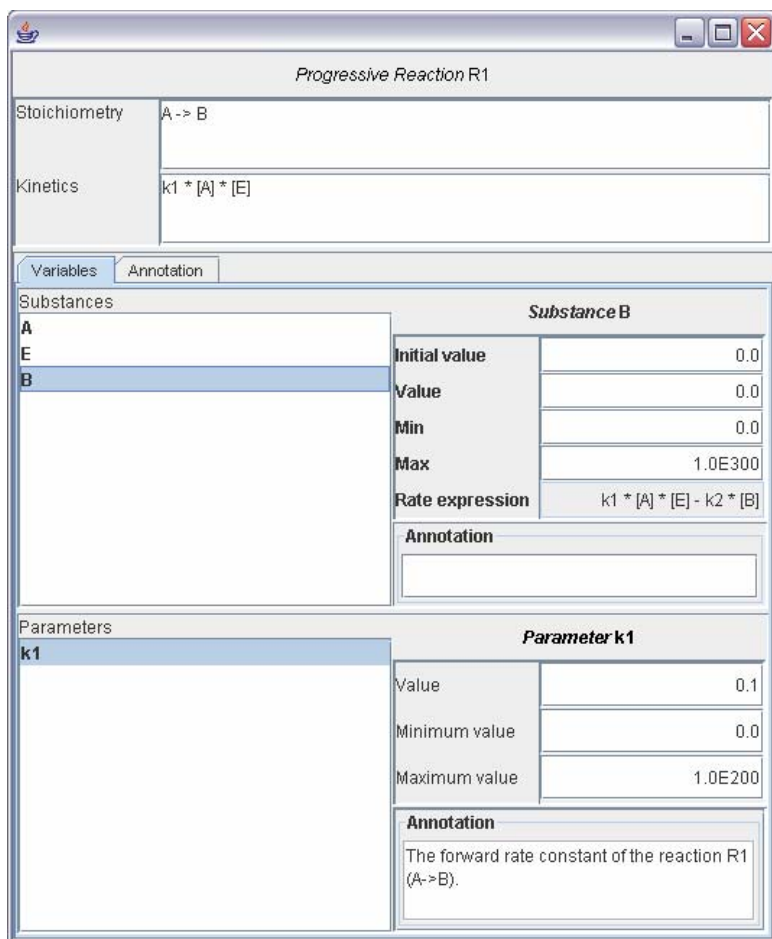 Progressive Reaction R1
Stoichiometry
A -> B
Kinetics
k1 * [A] * [E]
Variables
Annotation
Substances
A
E
B
Substance B
Initial value 0.0
Value 0.0
Min 0.0
Max 1.0E300
Rate expression k1 * [A] * [E] - k2 * [B]
Annotation
Parameters
k1
Parameter k1
Value 0.1
Minimum value 0.0
Maximum value 1.0E200
Annotation
The forward rate constant of the reaction R1
(A->B).